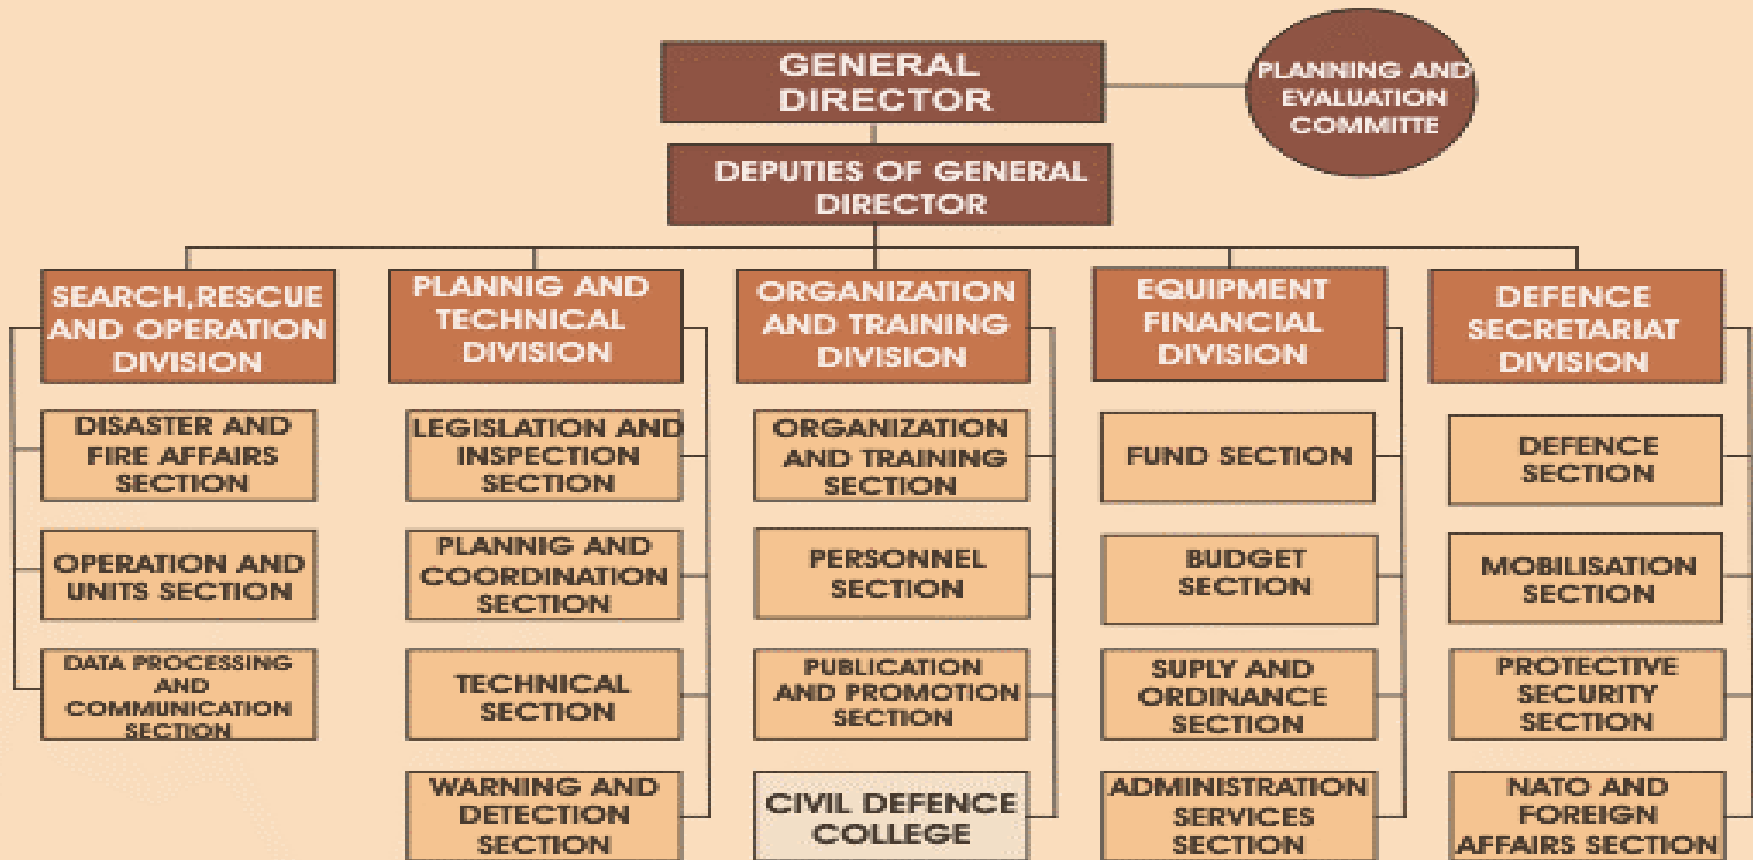 GENERAL
DIRECTOR
PLANNING AND
EVALUATION
COMMITTE
DEPUTIES OF GENERAL
DIRECTOR
SEARCH,RESCUE
AND OPERATION
DIVISION
DISASTER AND
FIRE AFFAIRS
SECTION
OPERATION AND
UNITS SECTION
DATA PROCESSING
AND
COMMUNICATION
SECTION
PLANNIG AND
TECHNICAL
DIVISION
LEGISLATION AND
INSPECTION
SECTION
PLANNIG AND
COORDINATION
SECTION
TECHNICAL
SECTION
WARNING AND
DETECTION
SECTION
ORGANIZATION
AND TRAINING
DIVISION
ORGANIZATION
AND TRAINING
SECTION
PERSONNEL
SECTION
PUBLICATION
AND PROMOTION
SECTION
CIVIL DEFENCE
COLLEGE
EQUIPMENT
FINANCIAL
DIVISION
FUND SECTION
BUDGET
SECTION
SUPLY AND
ORDINANCE
SECTION
ADMINISTRATION
SERVICES
SECTION
DEFENCE
SECRETARIAT
DIVISION
DEFENCE
SECTION
MOBILISATION
SECTION
PROTECTIVE
SECURITY
SECTION
NATO AND
FOREIGN
AFFAIRS SECTION